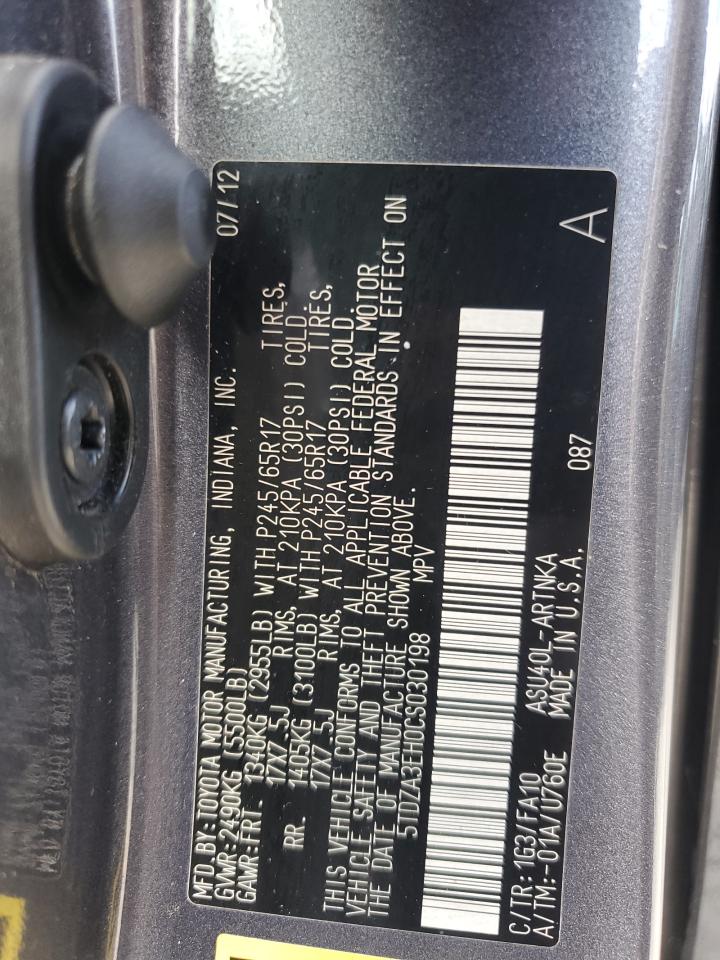 MFD.BY:TOYOTA MOTOR MANUFACTURING, INDIANA, INC. 07/12
GVWR:2490KG (5500LB)
GAWR:FRT. 1340KG (2955LB) WITH P245/65R17 TIRES,
17X7.5J RIMS, AT 210KPA (30PSI) COLD.
RR. 1405KG (3100LB) WITH P245/65R17 TIRES,
17X7.5J RIMS, AT 210KPA (30PSI) COLD.
THIS VEHICLE CONFORMS TO ALL APPLICABLE FEDERAL MOTOR
VEHICLE SAFETY AND THEFT PREVENTION STANDARDS IN EFFECT ON
THE DATE OF MANUFACTURE SHOWN ABOVE.
5TDZA3EH0CS030198 MPV
C/TR: 1G3/FA10 ASU40L-ARTNKA 087 A
A/TM:-01A/U760E MADE IN U.S.A.